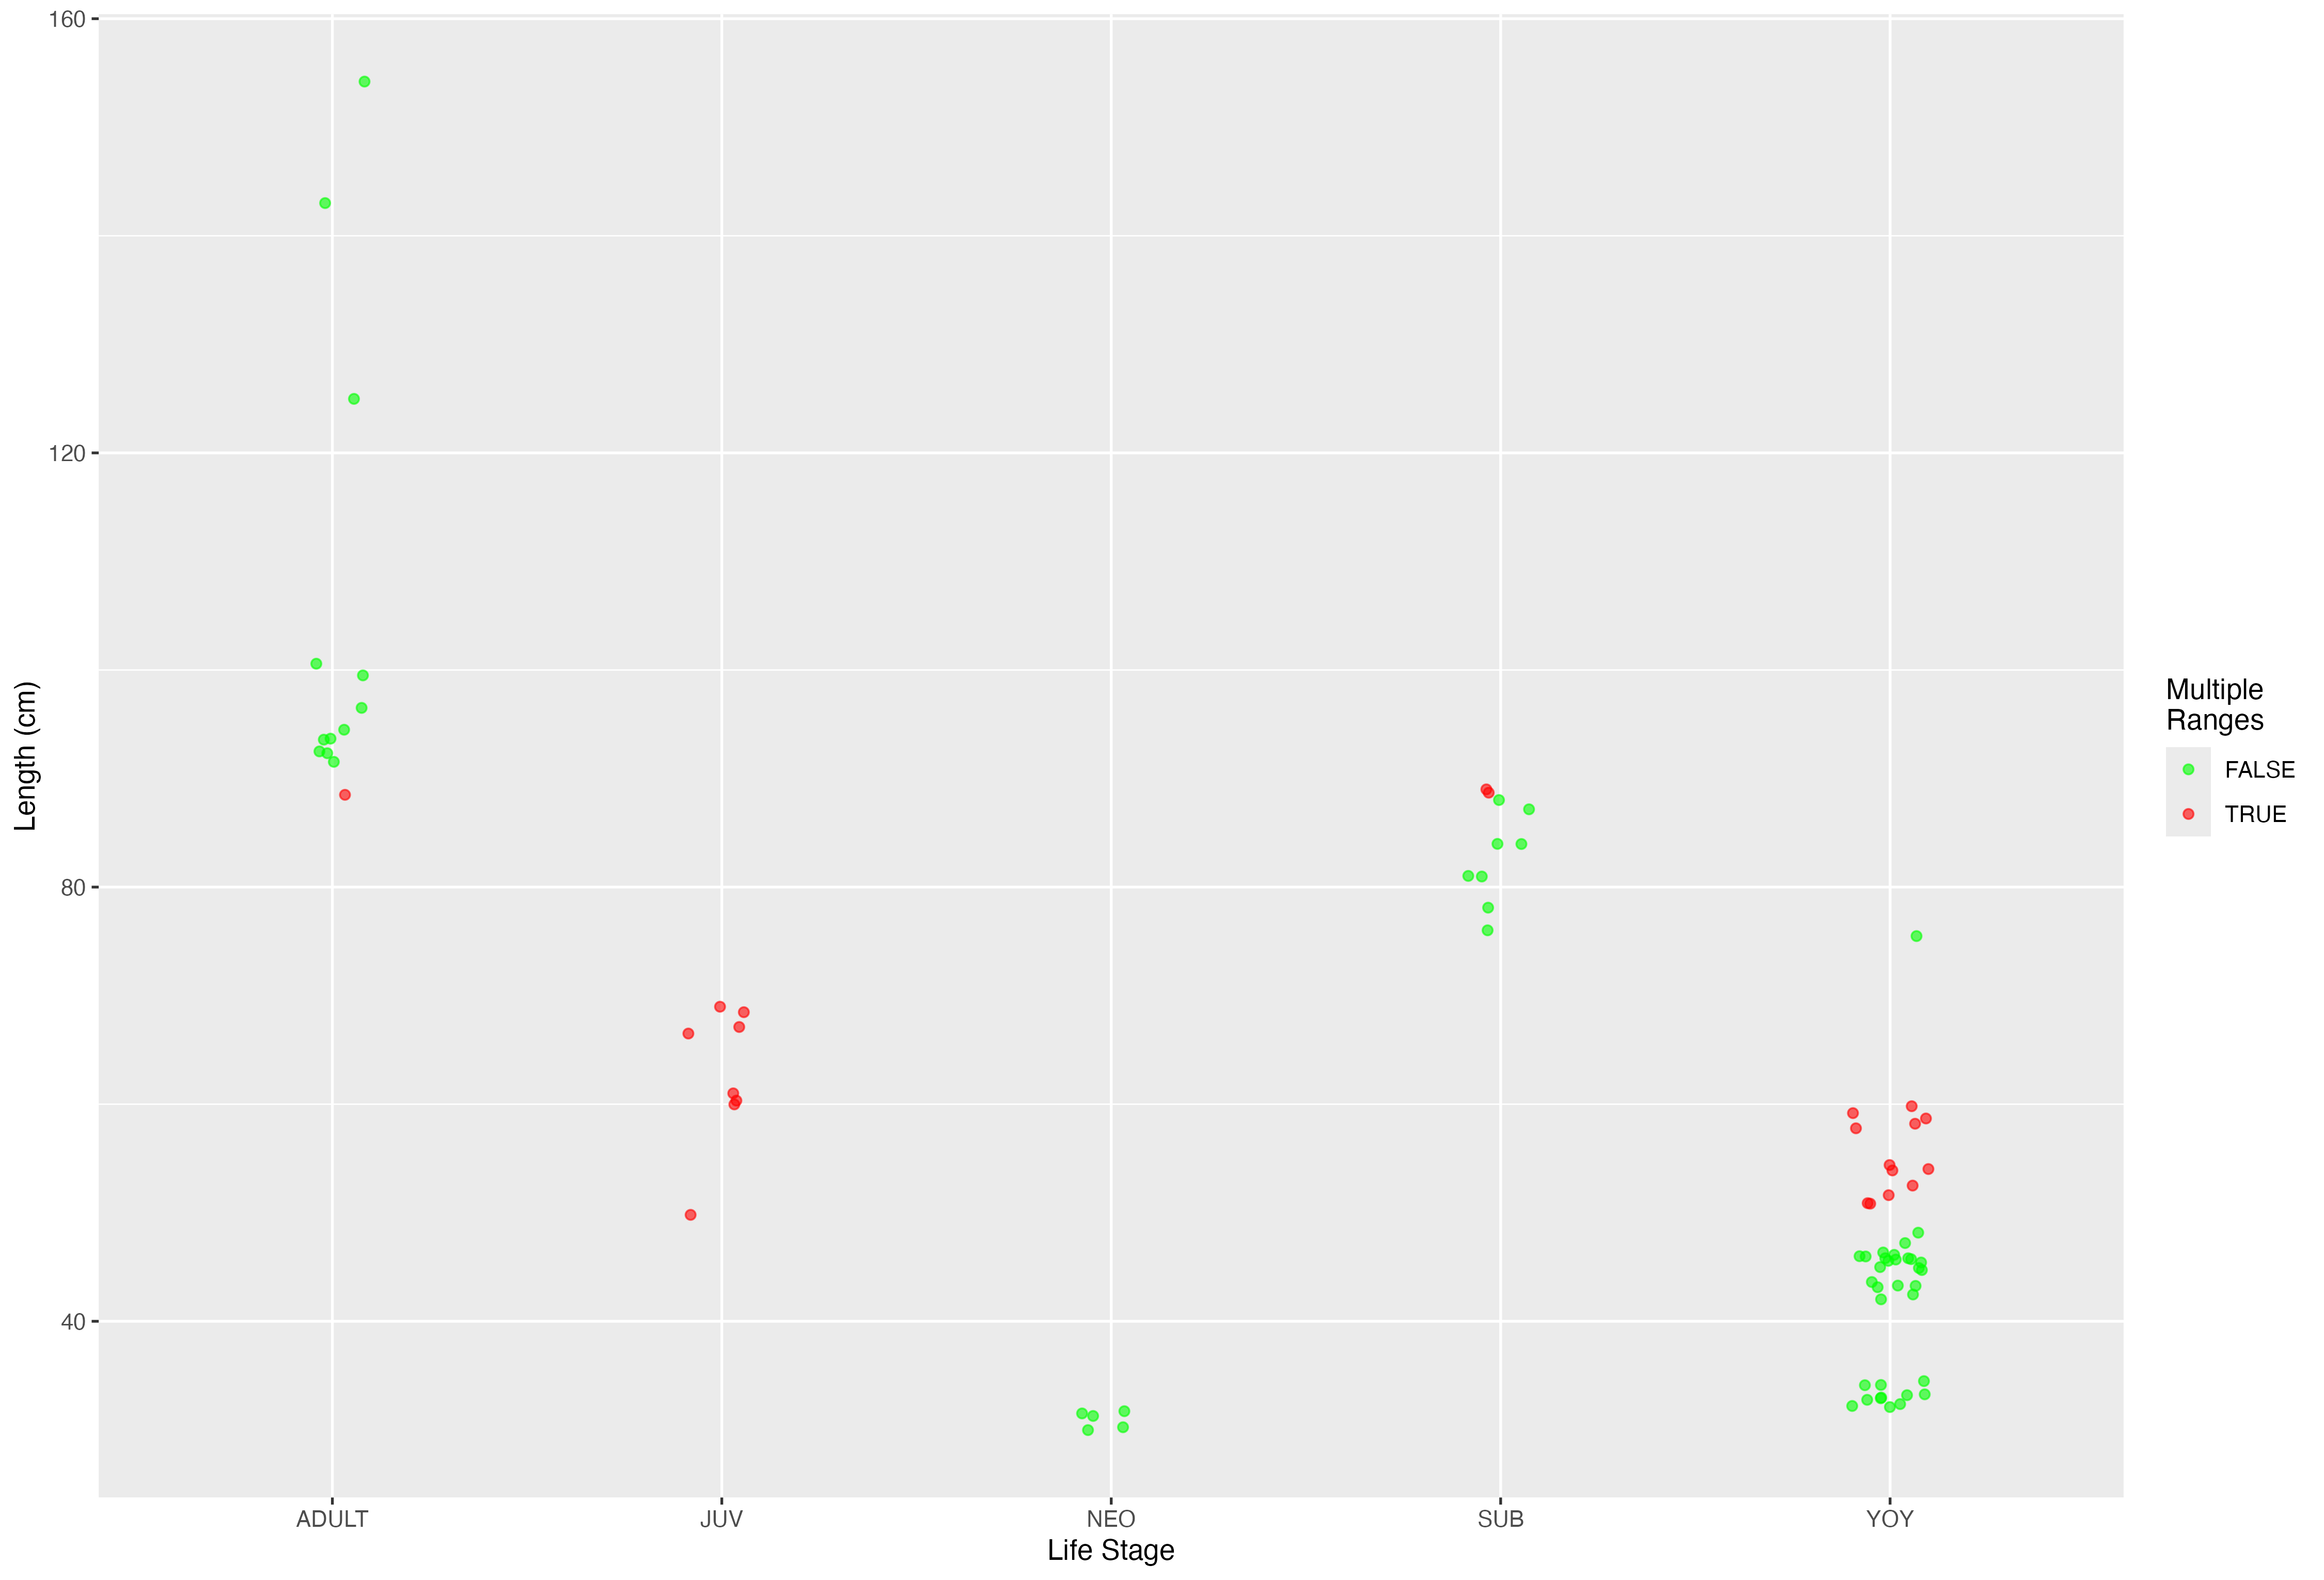 160
120
80
40
Length (cm)
ADULT JUV NEO SUB YOY
Life Stage
Multiple
Ranges
FALSE
TRUE